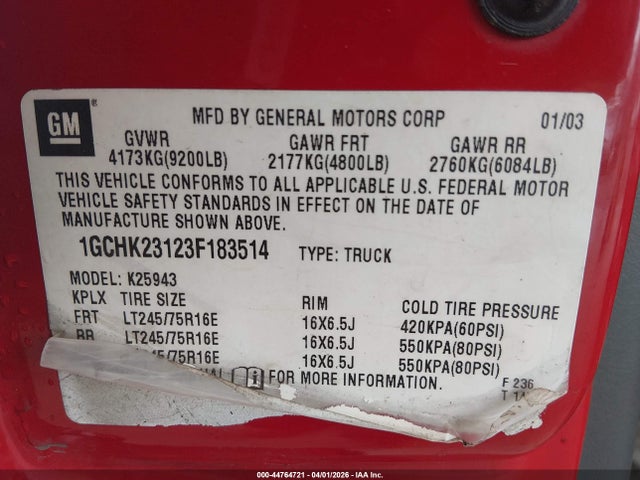 GM
®
MFD BY GENERAL MOTORS CORP 01/03
GVWR GAWR FRT GAWR RR
4173KG(9200LB) 2177KG(4800LB) 2760KG(6084LB)
THIS VEHICLE CONFORMS TO ALL APPLICABLE U.S. FEDERAL MOTOR
VEHICLE SAFETY STANDARDS IN EFFECT ON THE DATE OF
MANUFACTURE SHOWN ABOVE.
1GCHK23123F183514 TYPE: TRUCK
MODEL: K25943
KPLX TIRE SIZE RIM COLD TIRE PRESSURE
FRT LT245/75R16E 16X6.5J 420KPA(60PSI)
RR LT245/75R16E 16X6.5J 550KPA(80PSI)
245/75R16E 16X6.5J 550KPA(80PSI)
FOR MORE INFORMATION.
F 236
T 14
000-44764721 - 04/01/2026 - IAA Inc.